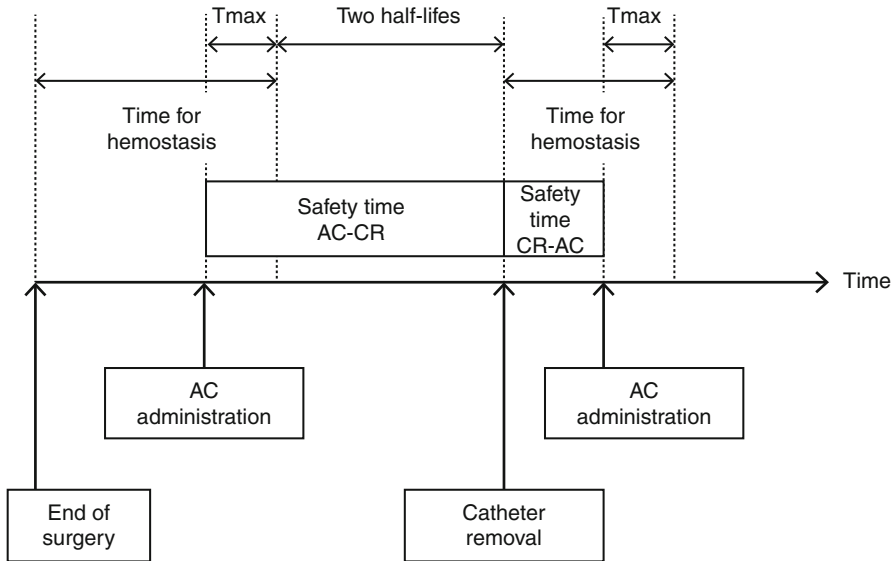 Tmax
Two half-lifes
Tmax
Time for
hemostasis
Time for
hemostasis
Safety time
AC-CR
Safety
time
CR-AC
Time
AC
administration
AC
administration
End of
surgery
Catheter
removal